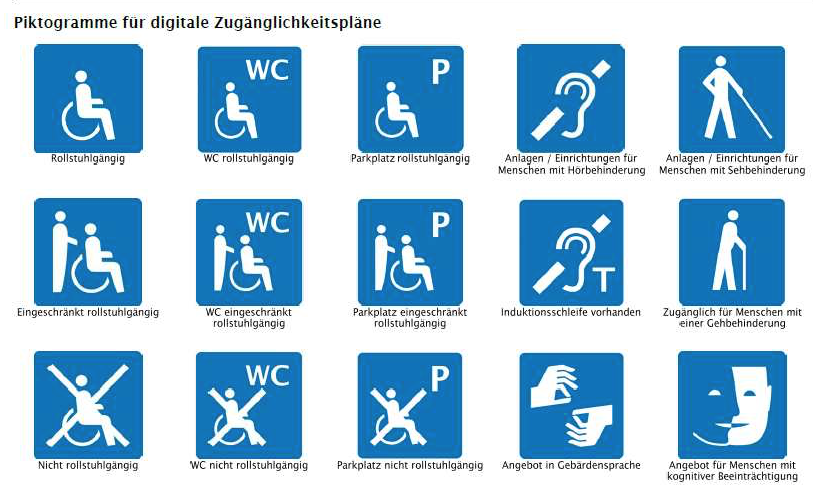 Piktogramme für digitale Zugänglichkeitspläne
WC
P
Rollstuhlgängig
WC rollstuhlgängig
Parkplatz rollstuhlgängig
Anlagen / Einrichtungen für
Menschen mit Hörbehinderung
Anlagen / Einrichtungen für
Menschen mit Sehbehinderung
WC
P
T
Eingeschränkt rollstuhlgängig
WC eingeschränkt
rollstuhlgängig
Parkplatz eingeschränkt
rollstuhlgängig
Induktionsschleife vorhanden
Zugänglich für Menschen mit
einer Gehbehinderung
WC
P
Nicht rollstuhlgängig
WC nicht rollstuhlgängig
Parkplatz nicht rollstuhlgängig
Angebot in Gebärdensprache
Angebot für Menschen mit
kognitiver Beeinträchtigung